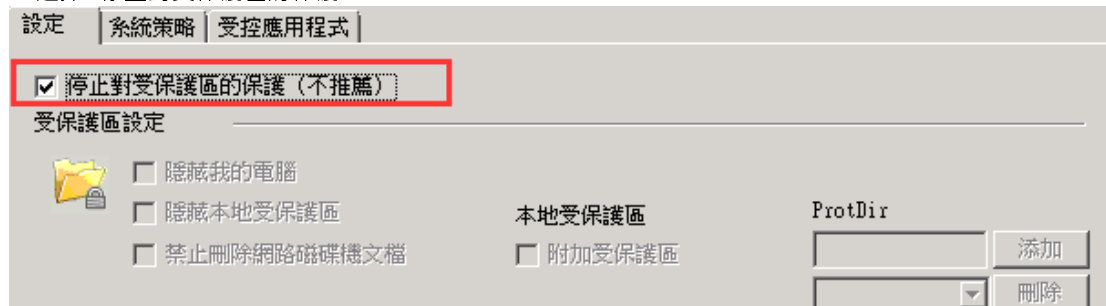 設定 系統策略 受控應用程式
停止對受保護區的保護（不推薦）
受保護區設定
隱藏我的電腦
隱藏本地受保護區 本地受保護區 ProtDir
禁止刪除網路磁碟機文檔 附加受保護區 添加
刪除